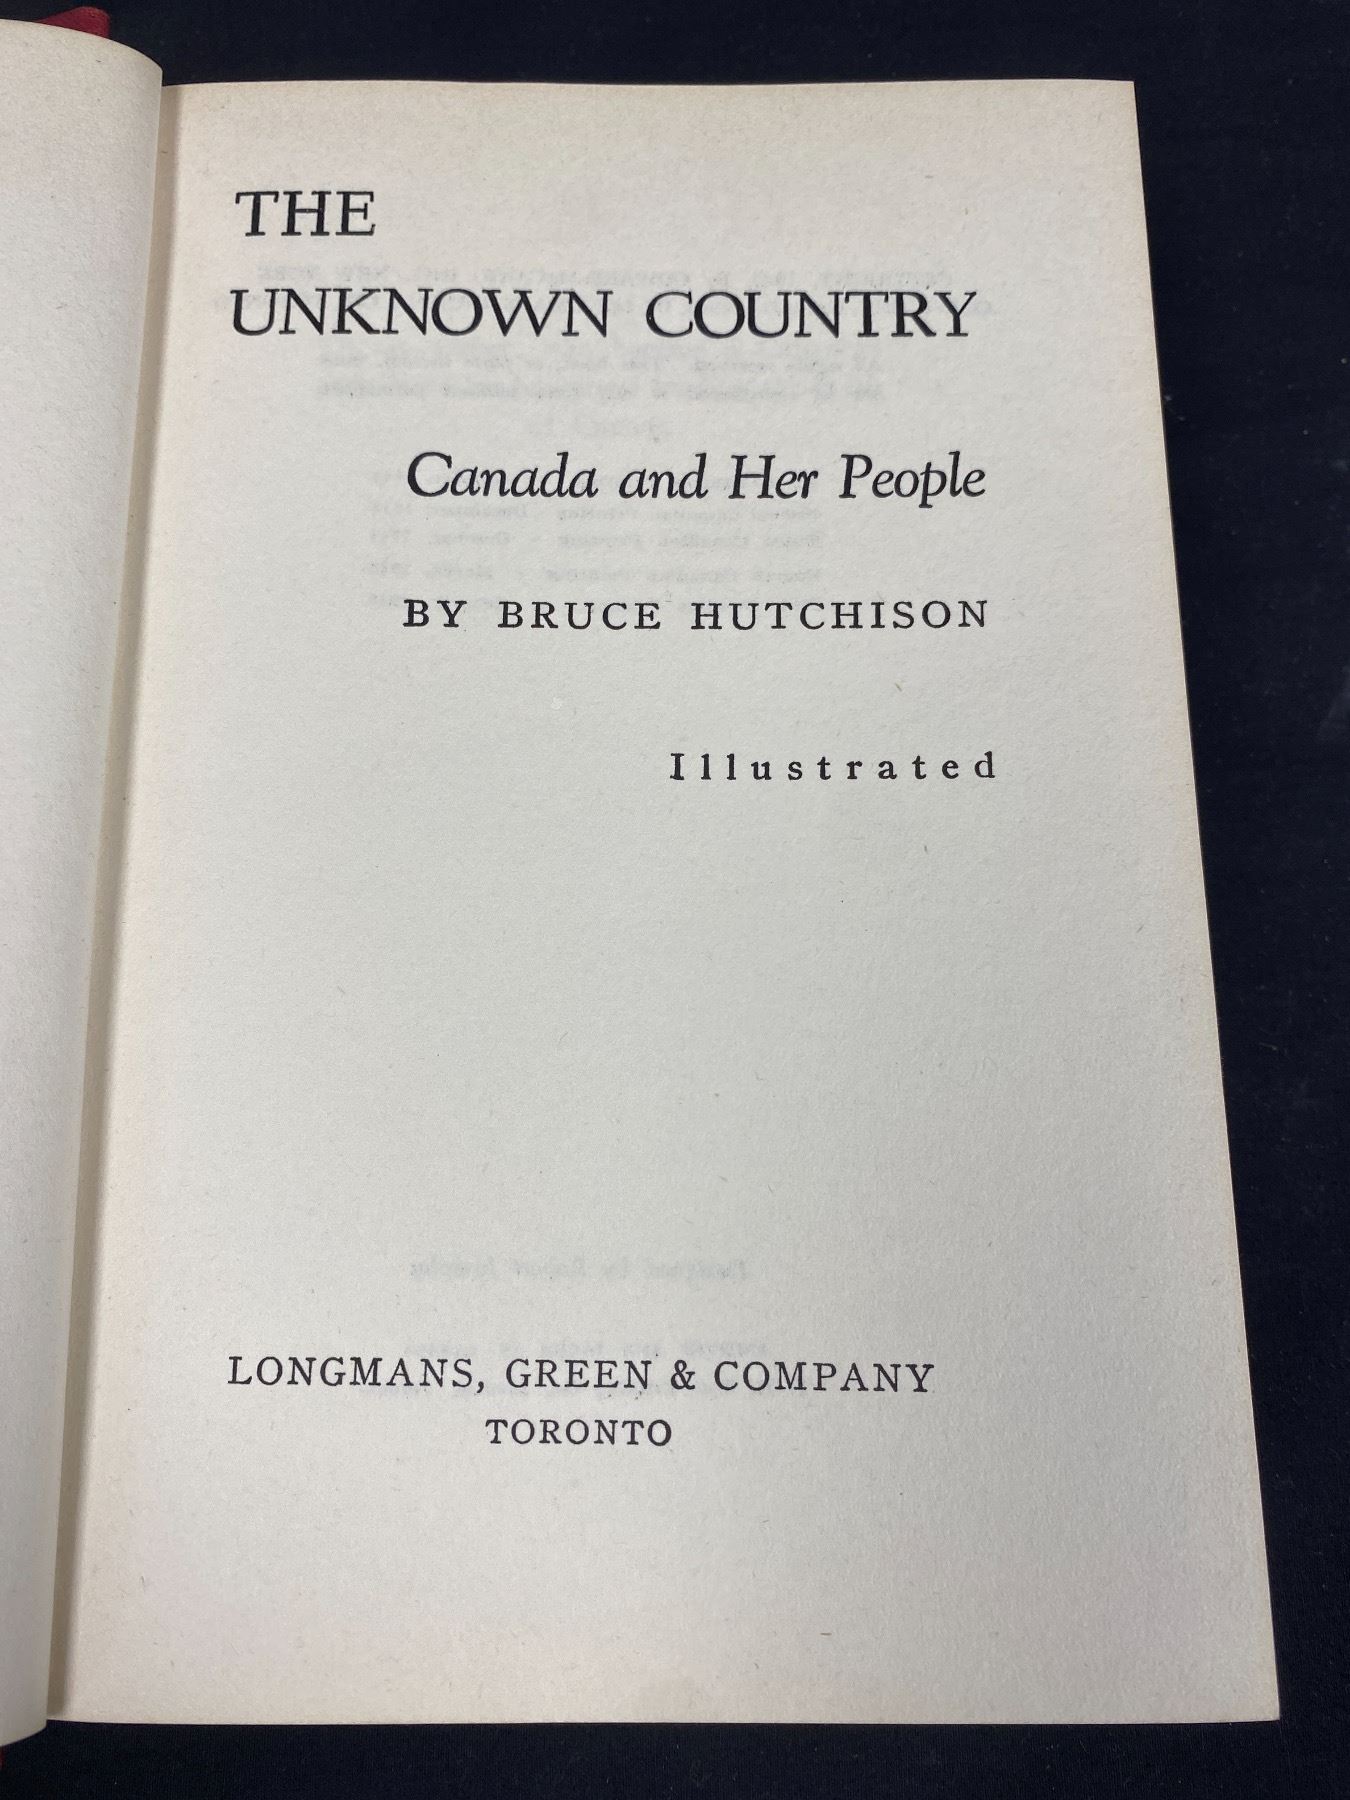 THE
UNKNOWN COUNTRY
Canada and Her People
BY BRUCE HUTCHISON
Illustrated
LONGMANS, GREEN & COMPANY
TORONTO